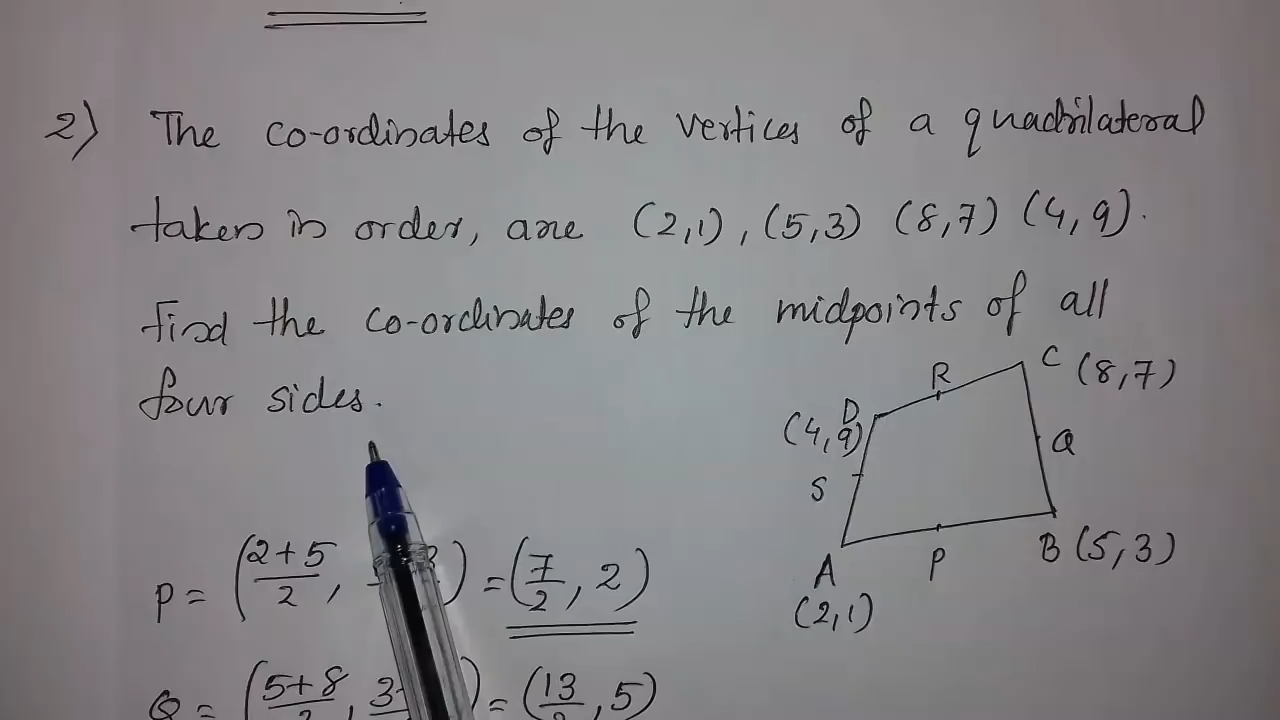 2) The co-ordinates of the vertices of a quadrilateral
taken in order, are (2,1), (5,3) (8,7) (4,9).
Find the co-ordinates of the midpoints of all
four sides.
R C (8,7)
D
(4,9)
Q
S
A P B (5,3)
(2,1)
P = (2+5/2, 3) = (7/2, 2)
Q = (5+8/2, 3+) = (13/2, 5)